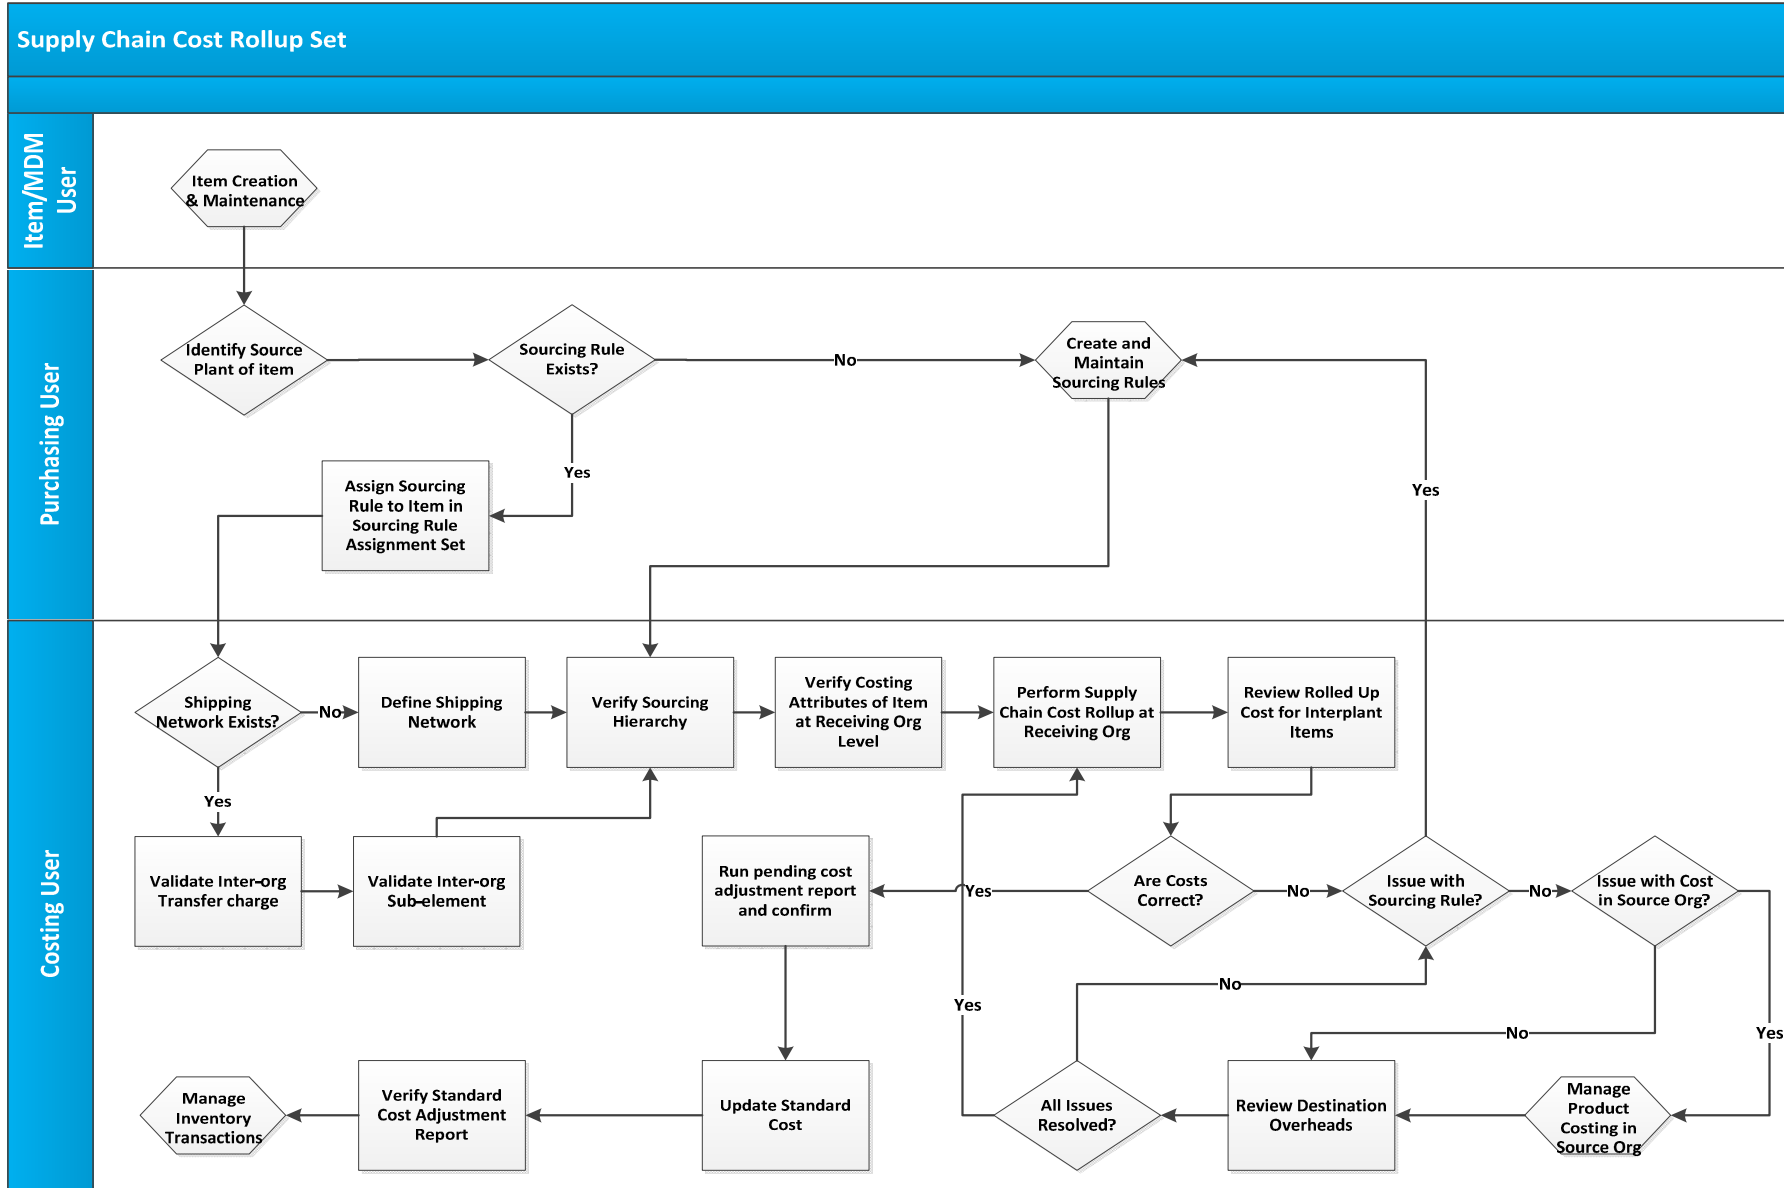 Supply Chain Cost Rollup Set
Item/MDM
User
Item Creation
& Maintenance
Purchasing User
Identify Source
Plant of item
Sourcing Rule
Exists?
No
Create and
Maintain
Sourcing Rules
Yes
Assign Sourcing
Rule to Item in
Sourcing Rule
Assignment Set
Yes
Costing User
Shipping
Network Exists?
No
Define Shipping
Network
Verify Sourcing
Hierarchy
Verify Costing
Attributes of Item
at Receiving Org
Level
Perform Supply
Chain Cost Rollup at
Receiving Org
Review Rolled Up
Cost for Interplant
Items
Yes
Validate Inter-org
Transfer charge
Validate Inter-org
Sub-element
Run pending cost
adjustment report
and confirm
Yes
Are Costs
Correct?
No
Issue with
Sourcing Rule?
No
Issue with Cost
in Source Org?
No
Yes
No
Yes
Manage
Inventory
Transactions
Verify Standard
Cost Adjustment
Report
Update Standard
Cost
All Issues
Resolved?
Review Destination
Overheads
Manage
Product
Costing in
Source Org